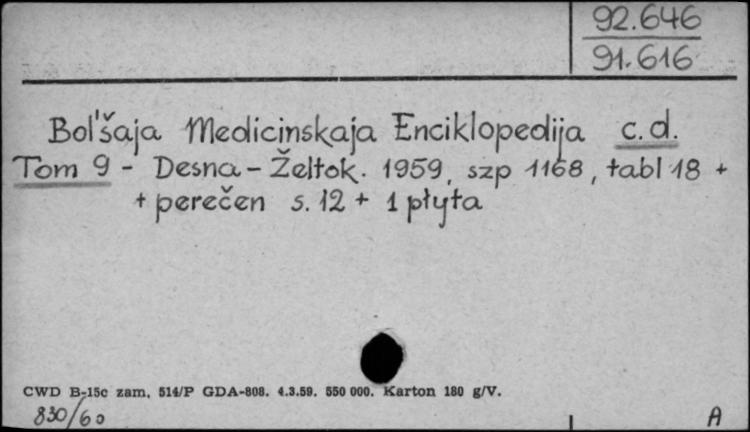 92.646
91.616
Bol'šaja Medicinskaja Enciklopedija c.d.
Tom 9 - Desna - Želtok. 1959, szp 1168, tabl 18 +
+ perečen s. 12 + 1 płyta
CWD B-15c zam. 514/P GDA-808. 4.3.59. 550 000. Karton 180 g/V.
830/60 A